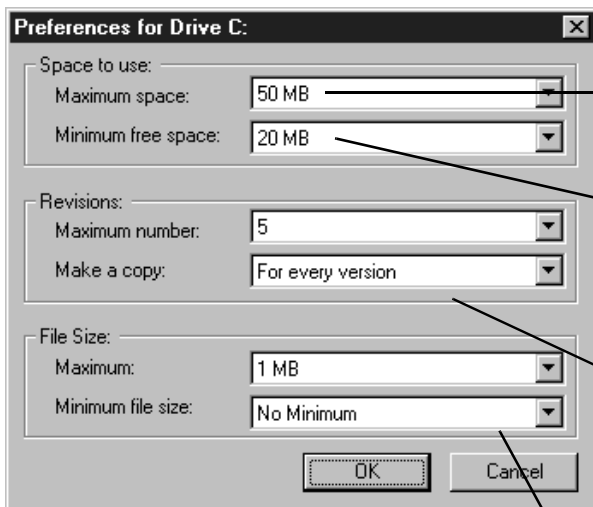 Preferences for Drive C:
Space to use:
Maximum space: 50 MB
Minimum free space: 20 MB
Revisions:
Maximum number: 5
Make a copy: For every version
File Size:
Maximum: 1 MB
Minimum file size: No Minimum
OK Cancel